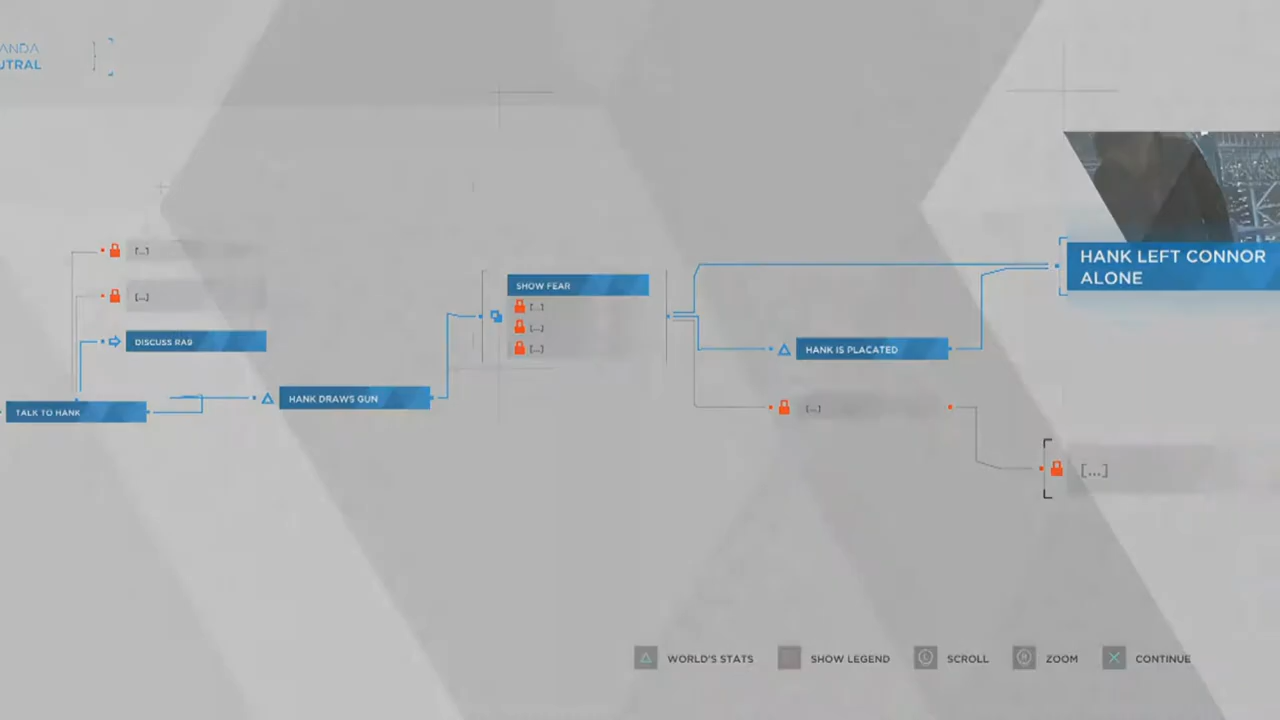 ANDA
UTRAL
[...]
[...]
DISCUSS RA9
TALK TO HANK
HANK DRAWS GUN
SHOW FEAR
[...]
[...]
[...]
HANK IS PLACATED
[...]
HANK LEFT CONNOR
ALONE
[...]
WORLD'S STATS
SHOW LEGEND
L
SCROLL
R
ZOOM
CONTINUE